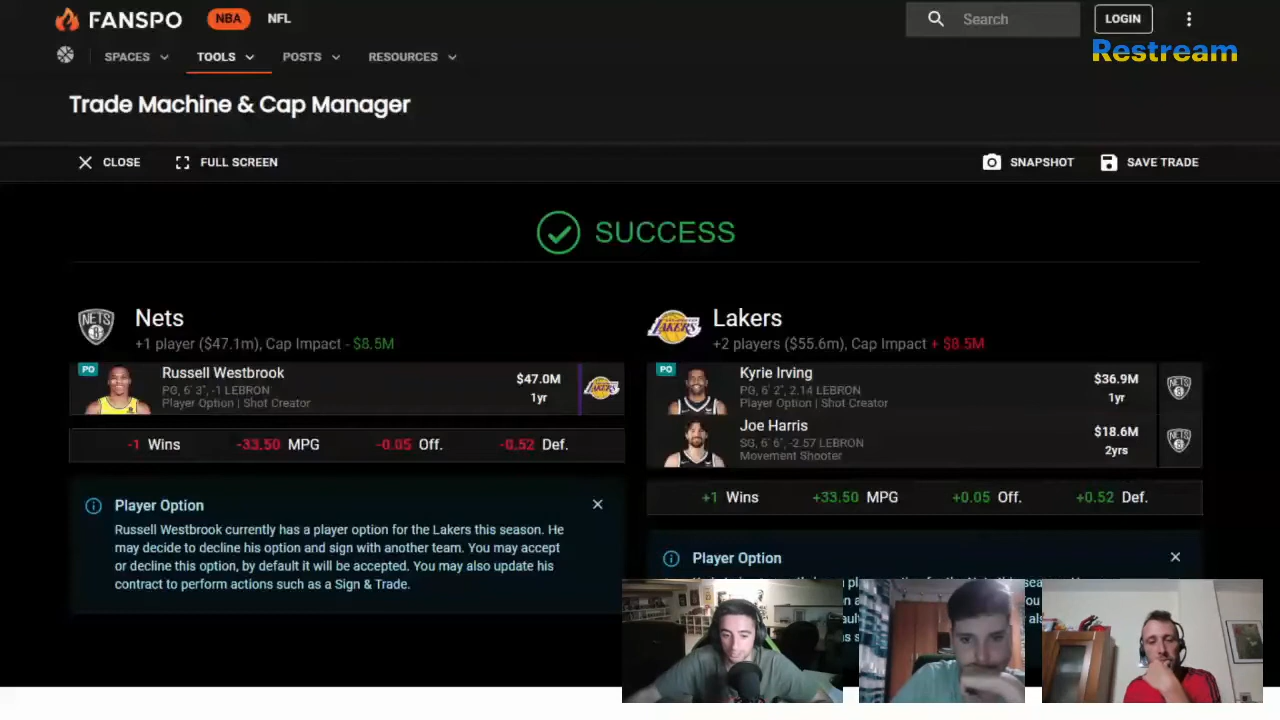 FANSPO
NBA
NFL
Search
LOGIN
Restream
SPACES
TOOLS
POSTS
RESOURCES
Trade Machine & Cap Manager
CLOSE
FULL SCREEN
SNAPSHOT
SAVE TRADE
SUCCESS
NETS
B
Nets
+1 player ($47.1m), Cap Impact - $8.5M
PO
Russell Westbrook
PG, 6' 3", -1 LEBRON
Player Option | Shot Creator
$47.0M
1yr
LAKERS
-1 Wins
-33.50 MPG
-0.05 Off.
-0.52 Def.
Player Option
Russell Westbrook currently has a player option for the Lakers this season. He
may decide to decline his option and sign with another team. You may accept
or decline this option, by default it will be accepted. You may also update his
contract to perform actions such as a Sign & Trade.
LAKERS
Lakers
+2 players ($55.6m), Cap Impact + $8.5M
PO
Kyrie Irving
PG, 6' 2", 2.14 LEBRON
Player Option | Shot Creator
$36.9M
1yr
NETS
Joe Harris
SG, 6' 6", -2.57 LEBRON
Movement Shooter
$18.6M
2yrs
NETS
+1 Wins
+33.50 MPG
+0.05 Off.
+0.52 Def.
Player Option